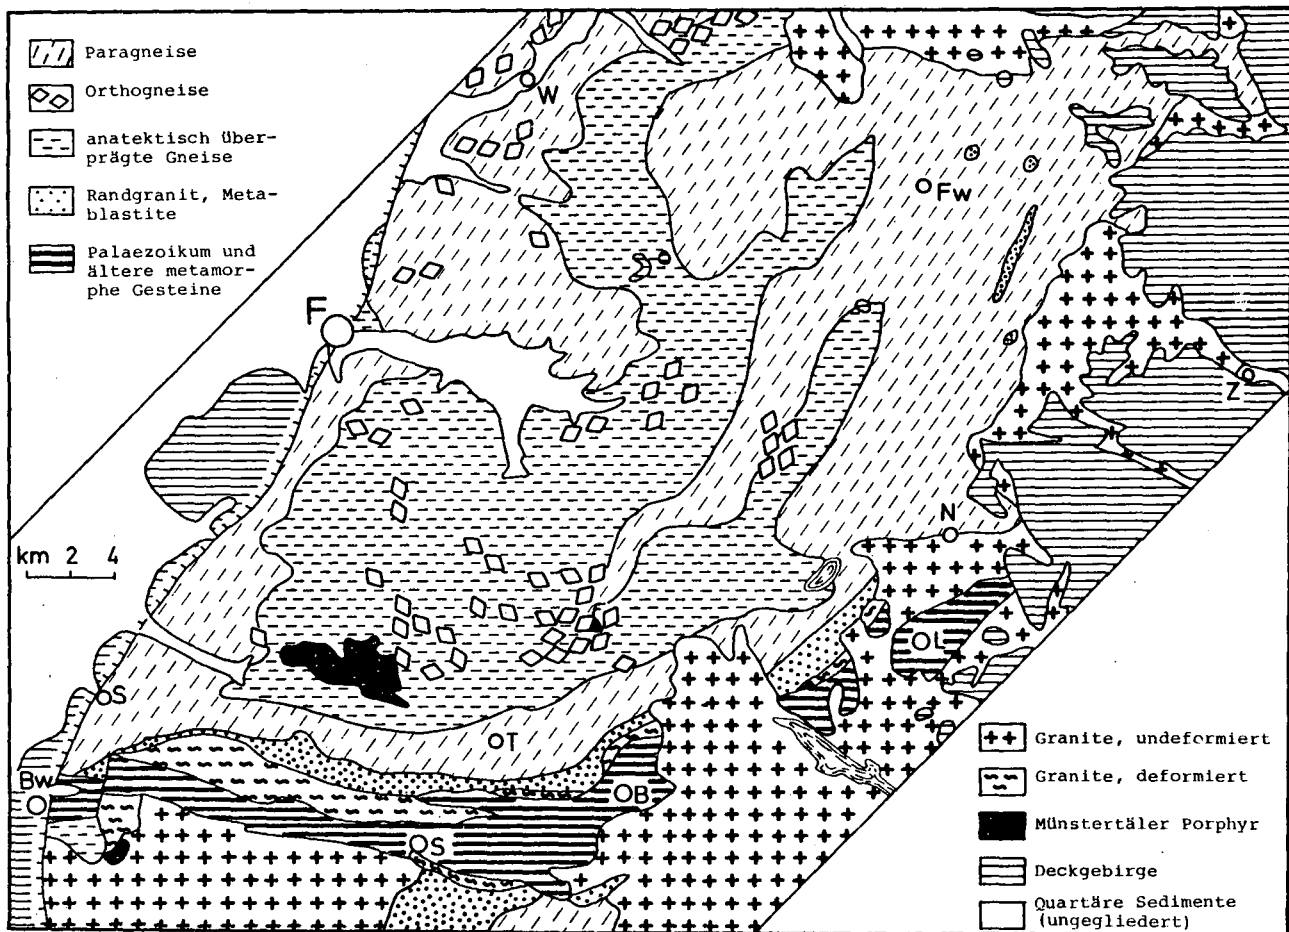 Paragneise
Orthogneise
anatektisch über-
prägte Gneise
Randgranit, Meta-
blastite
Palaezoikum und
ältere metamor-
phe Gesteine
W
Fw
F
Z
N
km 2 4
L
S
T
Bw
B
S
Granite, undeformiert
Granite, deformiert
Münstertäler Porphyr
Deckgebirge
Quartäre Sedimente
(ungegliedert)